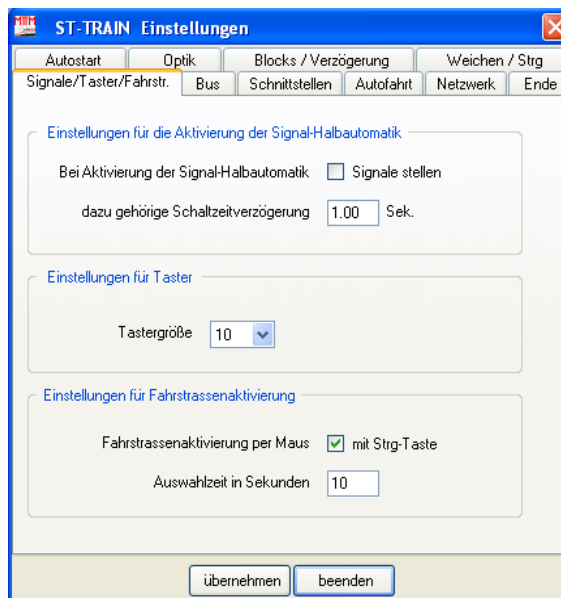 ST-TRAIN Einstellungen
Autostart Optik Blocks / Verzögerung Weichen / Strg
Signale/Taster/Fahrstr. Bus Schnittstellen Autofahrt Netzwerk Ende
Einstellungen für die Aktivierung der Signal-Halbautomatik
Bei Aktivierung der Signal-Halbautomatik Signale stellen
dazu gehörige Schaltzeitverzögerung 1.00 Sek.
Einstellungen für Taster
Tastergröße 10
Einstellungen für Fahrstrassenaktivierung
Fahrstrassenaktivierung per Maus mit Strg-Taste
Auswahlzeit in Sekunden 10
übernehmen beenden